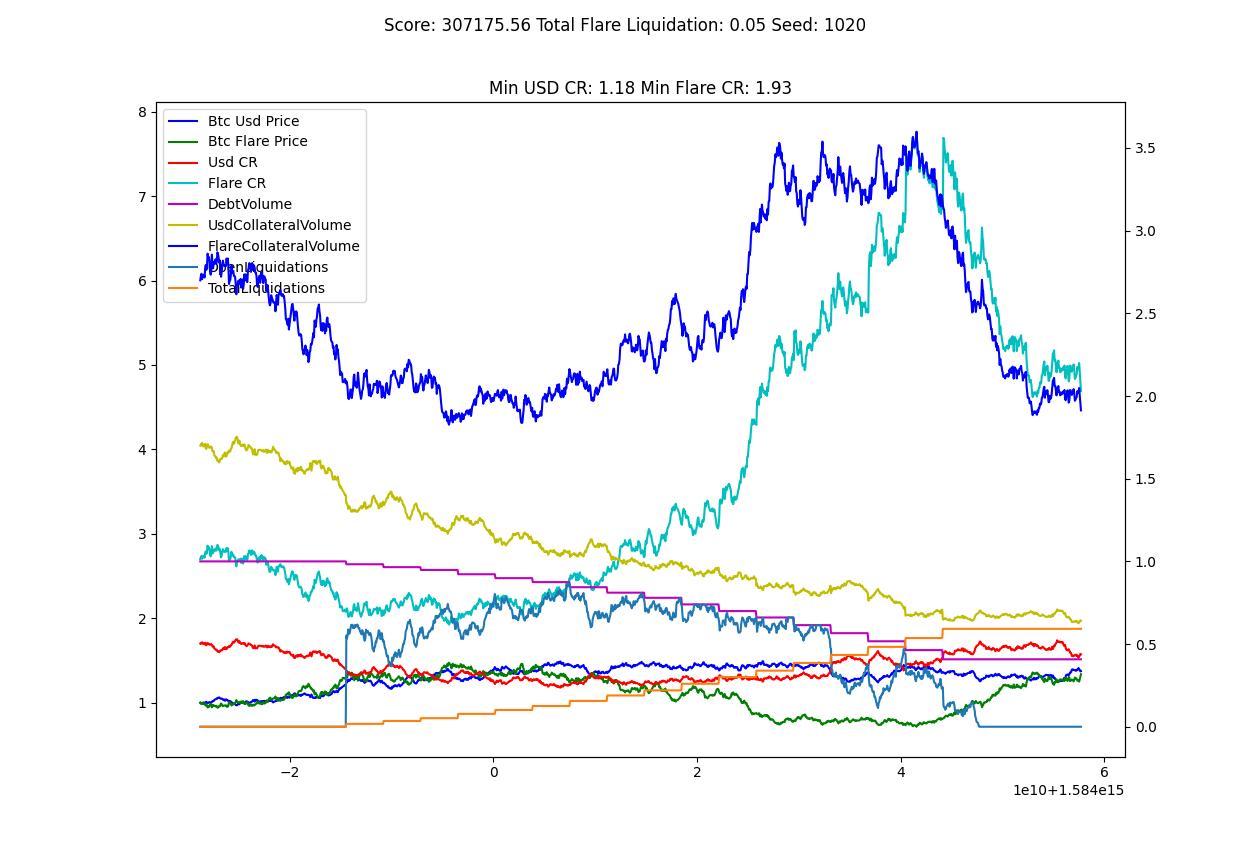 Score: 307175.56 Total Flare Liquidation: 0.05 Seed: 1020
Min USD CR: 1.18 Min Flare CR: 1.93
Btc Usd Price
Btc Flare Price
Usd CR
Flare CR
DebtVolume
UsdCollateralVolume
FlareCollateralVolume
OpenLiquidations
TotalLiquidations
8
7
6
5
4
3
2
1
3.5
3.0
2.5
2.0
1.5
1.0
0.5
0.0
−2 0 2 4 6
1e10+1.584e15